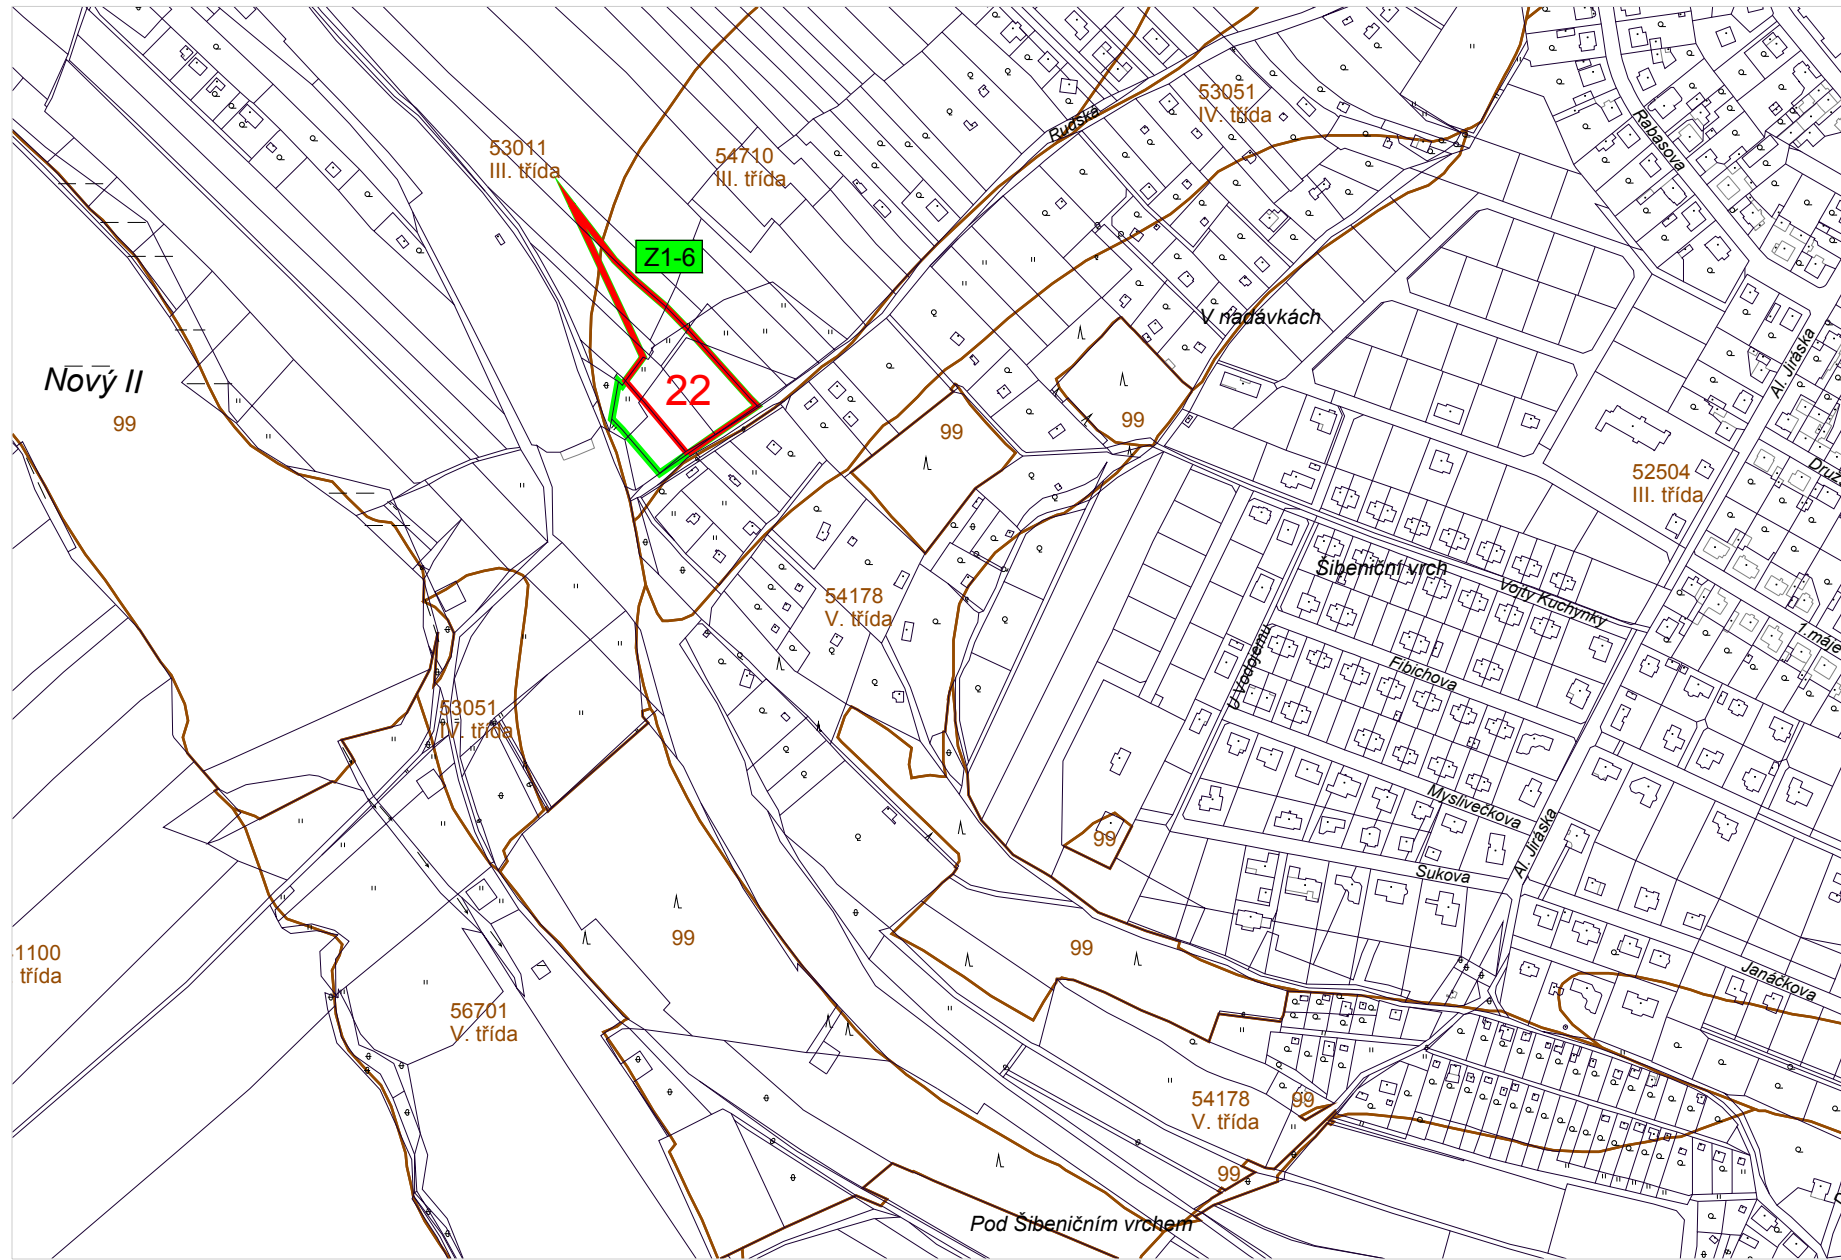 53011
III. třída
54710
III. třída
53051
IV. třída
Rudská
Rabasova
Z1-6
V nadávkách
Nový II
99
22
99
99
Al. Jiráska
52504
III. třída
Šibeniční vrch
Vojty Kuchynky
54178
V. třída
U Vodojemu
Fibichova
53051
IV. třída
Myslivečkova
Al. Jiráska
99
Sukova
99
99
1100
třída
Janáčkova
56701
V. třída
54178
V. třída
99
99
Pod Šibeničním vrchem
1.máje